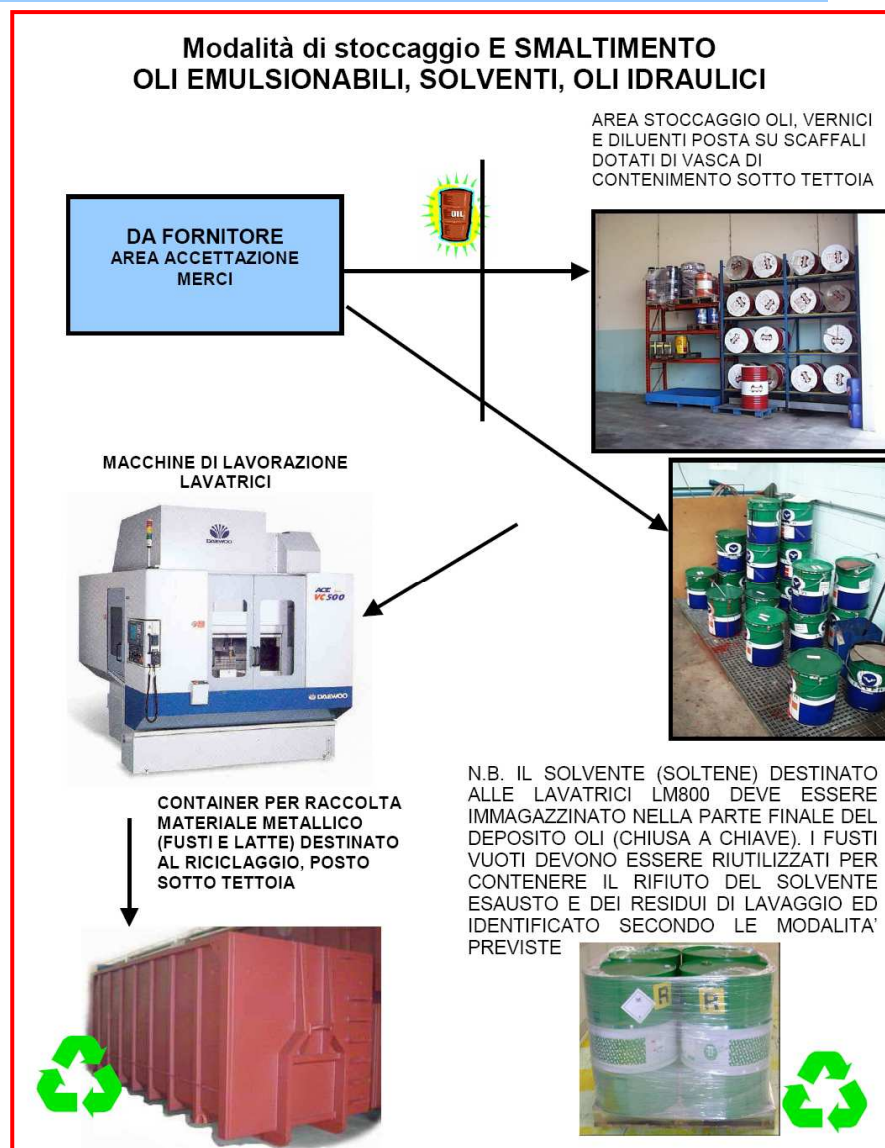 Modalità di stoccaggio E SMALTIMENTO
OLI EMULSIONABILI, SOLVENTI, OLI IDRAULICI
AREA STOCCAGGIO OLI, VERNICI
E DILUENTI POSTA SU SCAFFALI
DOTATI DI VASCA DI
CONTENIMENTO SOTTO TETTOIA
OIL
DA FORNITORE
AREA ACCETTAZIONE
MERCI
MACCHINE DI LAVORAZIONE
LAVATRICI
DAEWOO
ACE
VC500
DAEWOO
CONTAINER PER RACCOLTA
MATERIALE METALLICO
(FUSTI E LATTE) DESTINATO
AL RICICLAGGIO, POSTO
SOTTO TETTOIA
N.B. IL SOLVENTE (SOLTENE) DESTINATO
ALLE LAVATRICI LM800 DEVE ESSERE
IMMAGAZZINATO NELLA PARTE FINALE DEL
DEPOSITO OLI (CHIUSA A CHIAVE). I FUSTI
VUOTI DEVONO ESSERE RIUTILIZZATI PER
CONTENERE IL RIFIUTO DEL SOLVENTE
ESAUSTO E DEI RESIDUI DI LAVAGGIO ED
IDENTIFICATO SECONDO LE MODALITA'
PREVISTE
R
R